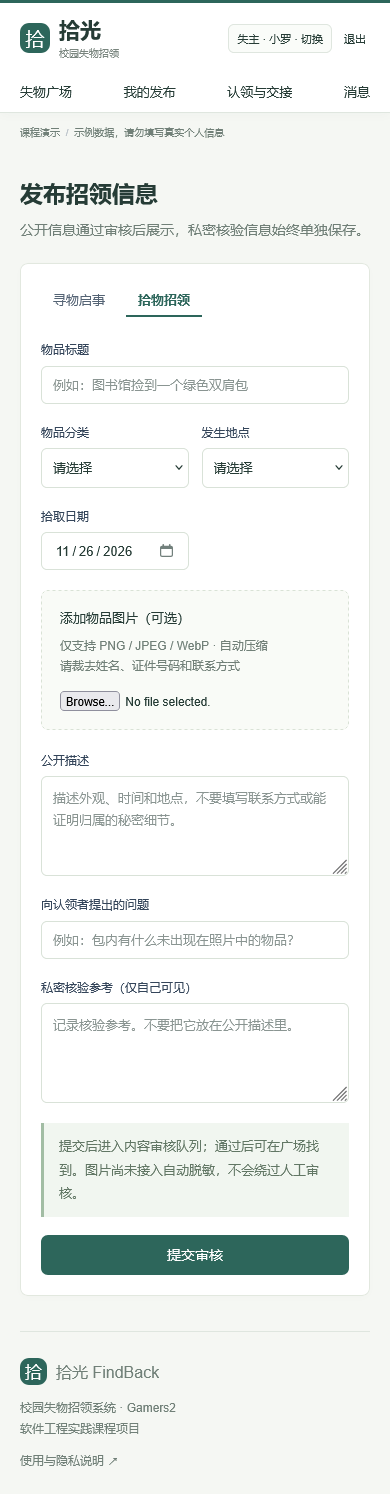 拾 拾光
校园失物招领
失主 · 小罗 · 切换 退出
失物广场 我的发布 认领与交接 消息
课程演示 / 示例数据，请勿填写真实个人信息
发布招领信息
公开信息通过审核后展示，私密核验信息始终单独保存。
寻物启事 拾物招领
物品标题
例如：图书馆捡到一个绿色双肩包
物品分类 发生地点
请选择 请选择
拾取日期
11 / 26 / 2026
添加物品图片（可选）
仅支持 PNG / JPEG / WebP · 自动压缩
请裁去姓名、证件号码和联系方式
Browse... No file selected.
公开描述
描述外观、时间和地点，不要填写联系方式或能
证明归属的秘密细节。
向认领者提出的问题
例如：包内有什么未出现在照片中的物品？
私密核验参考（仅自己可见）
记录核验参考。不要把它放在公开描述里。
提交后进入内容审核队列；通过后可在广场找
到。图片尚未接入自动脱敏，不会绕过人工审
核。
提交审核
拾 拾光 FindBack
校园失物招领系统 · Gamers2
软件工程实践课程项目
使用与隐私说明 ↗